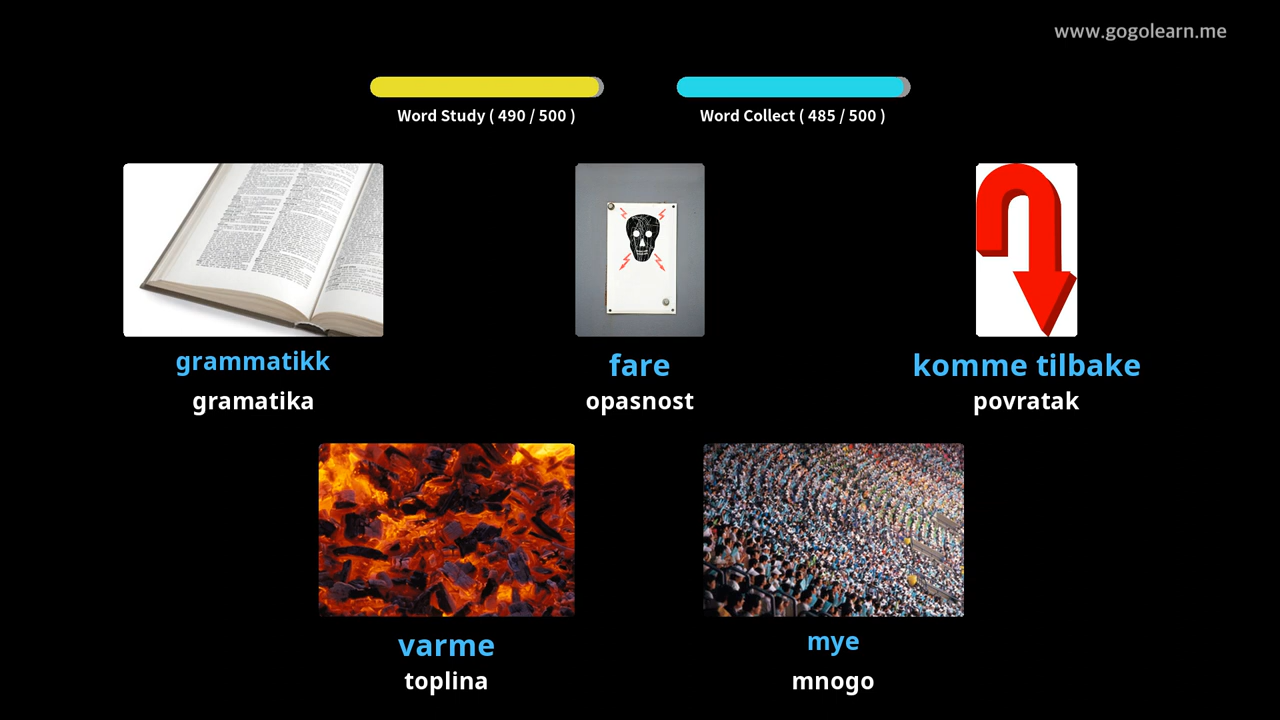 www.gogolearn.me
Word Study ( 490 / 500 )
Word Collect ( 485 / 500 )
grammatikk
gramatika
fare
opasnost
komme tilbake
povratak
varme
toplina
mye
mnogo